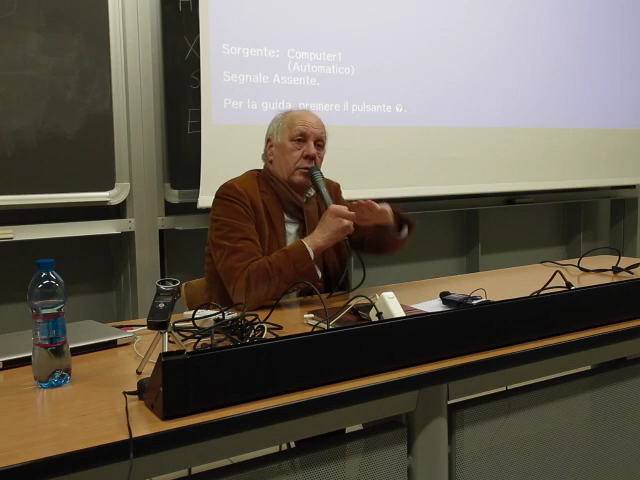 Sorgente: Computer1
(Automatico)
Segnale Assente.
Per la guida, premere il pulsante ?.
X
E